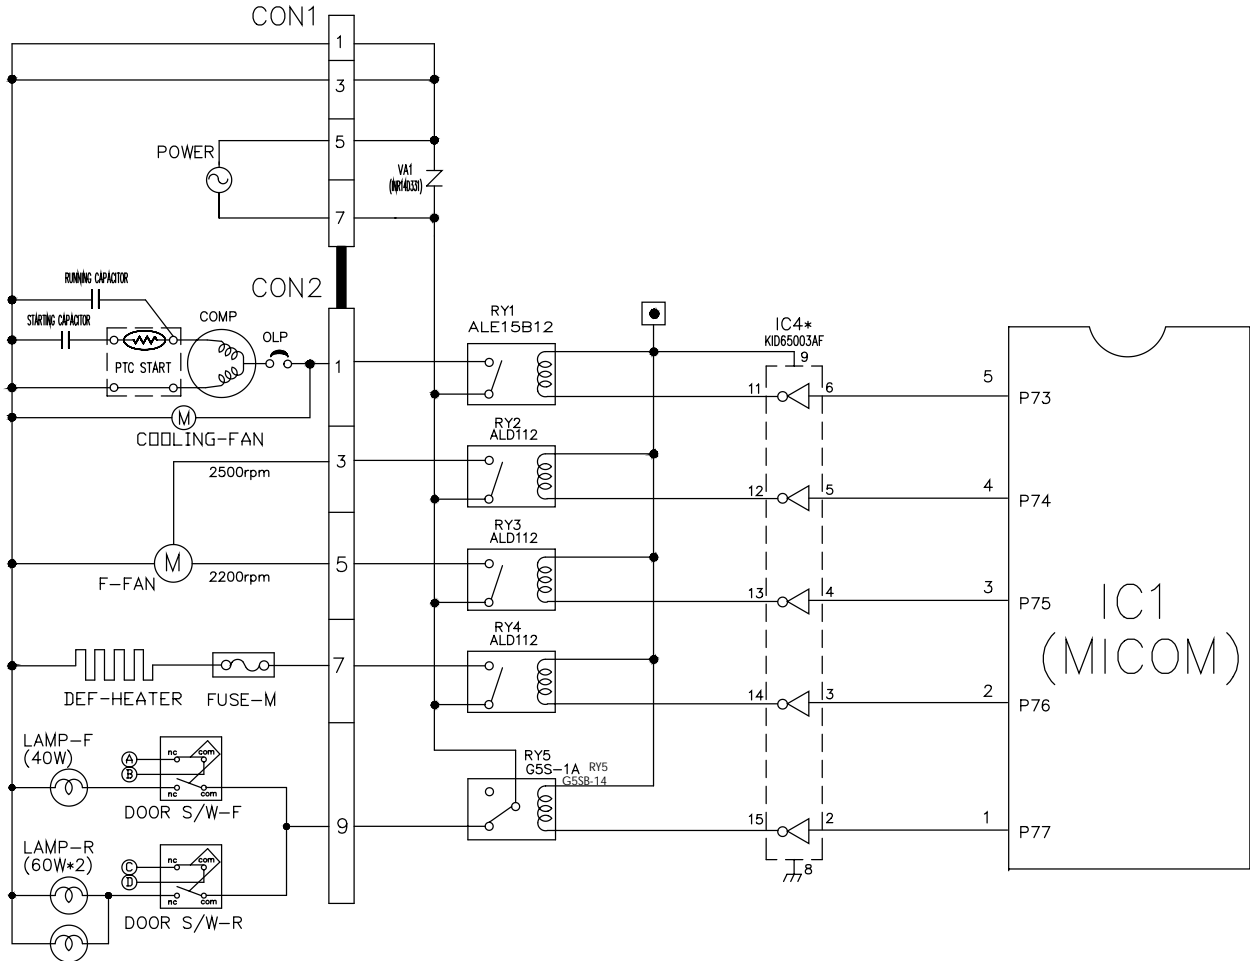 CON1
1
3
5
POWER
VA1
(INR14D331)
7
CON2
RUNNING CAPACITOR
STARTING CAPACITOR
COMP
OLP
PTC START
1
M
COOLING-FAN
RY1
ALE15B12
IC4*
KID65003AF
9
11
6
5
P73
RY2
ALD112
3
2500rpm
12
5
4
P74
RY3
ALD112
M
F-FAN
2200rpm
5
13
4
3
P75
IC1
(MICOM)
RY4
ALD112
7
DEF-HEATER
FUSE-M
14
3
2
P76
LAMP-F
(40W)
A
B
nc
com
nc
com
DOOR S/W-F
RY5
G5S-1A
RY5
G5SB-14
9
15
2
1
P77
8
LAMP-R
(60W*2)
C
D
nc
com
nc
com
DOOR S/W-R